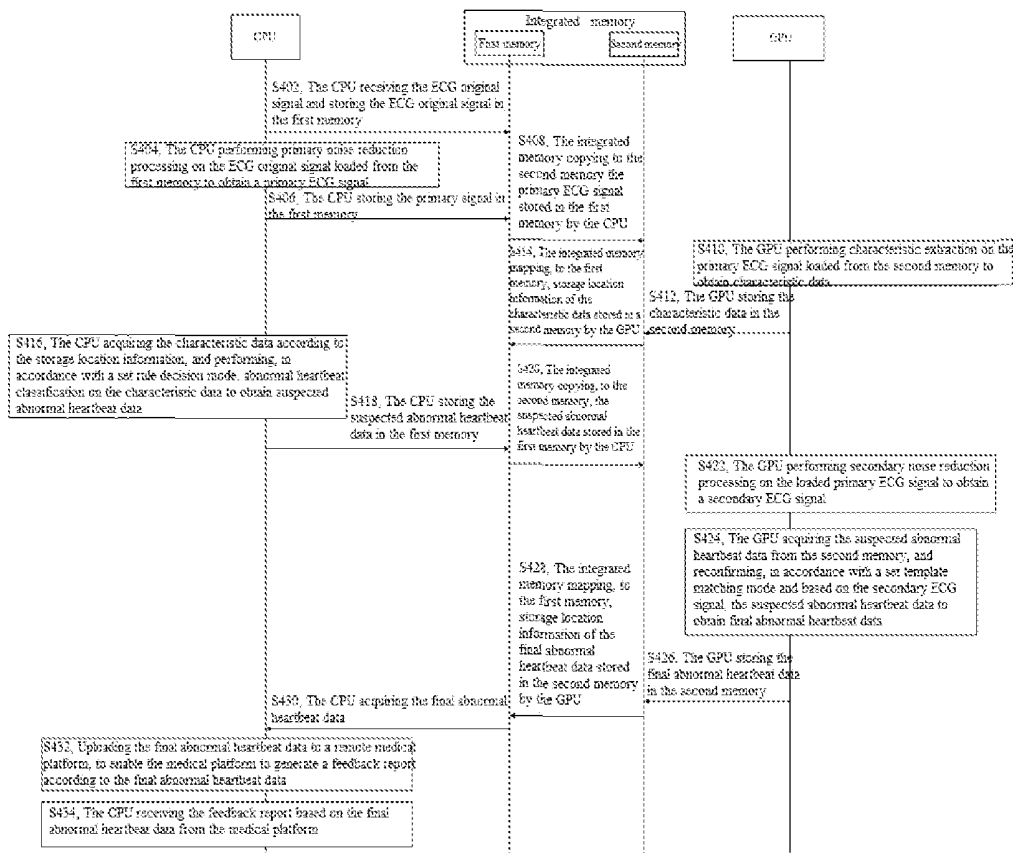 Integrated memory
CPU
First memory
Second memory
GPU
S402, The CPU receiving the ECG original
signal and storing the ECG original signal in
the first memory
S404, The CPU performing primary noise reduction
processing on the ECG original signal loaded from the
first memory to obtain a primary ECG signal
S406, The CPU storing the primary signal in
the first memory
S408, The integrated
memory copying to the
second memory the
primary ECG signal
stored in the first
memory by the CPU
S410, The GPU performing characteristic extraction on the
primary ECG signal loaded from the second memory to
obtain characteristic data
S412, The GPU storing the
characteristic data in the
second memory
S414, The integrated memory
mapping, to the first
memory, storage location
information of the
characteristic data stored in a
second memory by the GPU
S416, The CPU acquiring the characteristic data according to
the storage location information, and performing, in
accordance with a set rule decision mode, abnormal heartbeat
classification on the characteristic data to obtain suspected
abnormal heartbeat data
S418, The CPU storing the
suspected abnormal heartbeat
data in the first memory
S420, The integrated
memory copying, to the
second memory, the
suspected abnormal
heartbeat data stored in the
first memory by the CPU
S422, The GPU performing secondary noise reduction
processing on the loaded primary ECG signal to obtain
a secondary ECG signal
S424, The GPU acquiring the suspected abnormal
heartbeat data from the second memory, and
reconfirming, in accordance with a set template
matching mode and based on the secondary ECG
signal, the suspected abnormal heartbeat data to
obtain final abnormal heartbeat data
S426, The GPU storing the
final abnormal heartbeat data
in the second memory
S428, The integrated
memory mapping, to
the first memory,
storage location
information of the
final abnormal
heartbeat data stored
in the second memory
by the GPU
S430, The CPU acquiring the final abnormal
heartbeat data
S432, Uploading the final abnormal heartbeat data to a remote medical
platform, to enable the medical platform to generate a feedback report
according to the final abnormal heartbeat data
S434, The CPU receiving the feedback report based on the final
abnormal heartbeat data from the medical platform